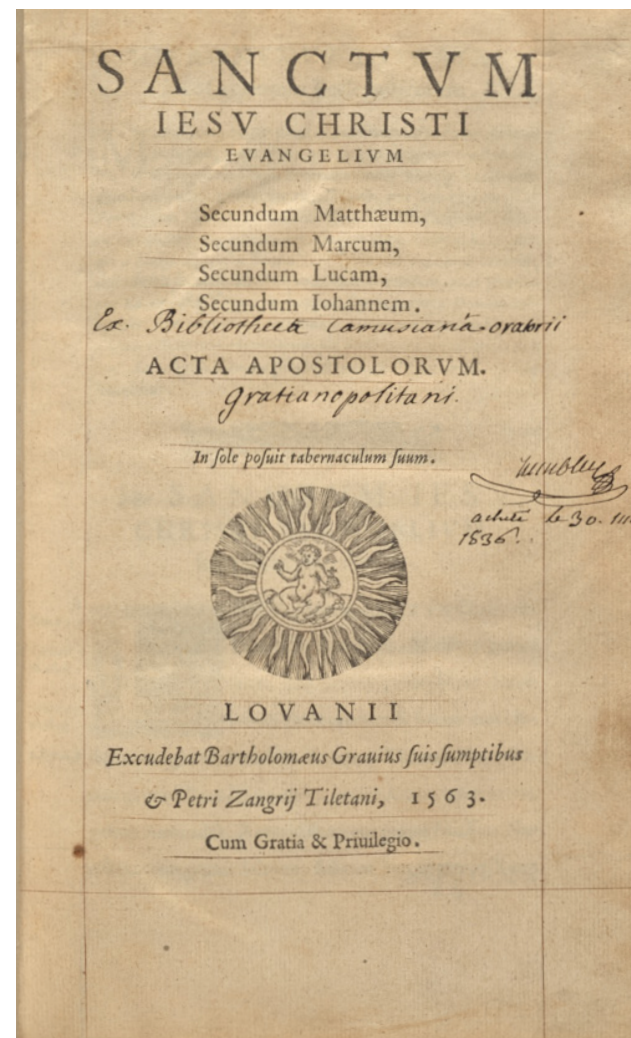 SANCTVM
IESV CHRISTI
EVANGELIVM
Secundum Matthæum,
Secundum Marcum,
Secundum Lucam,
Secundum Iohannem.
Ex. Bibliotheca Camusianâ oratorii
ACTA APOSTOLORVM.
gratianopolitani.
In ſole poſuit tabernaculum ſuum.
acheté le 30.
1836.
LOVANII
Excudebat Bartholomæus Grauius ſuis ſumptibus
& Petri Zangrij Tiletani, 1563.
Cum Gratia & Priuilegio.